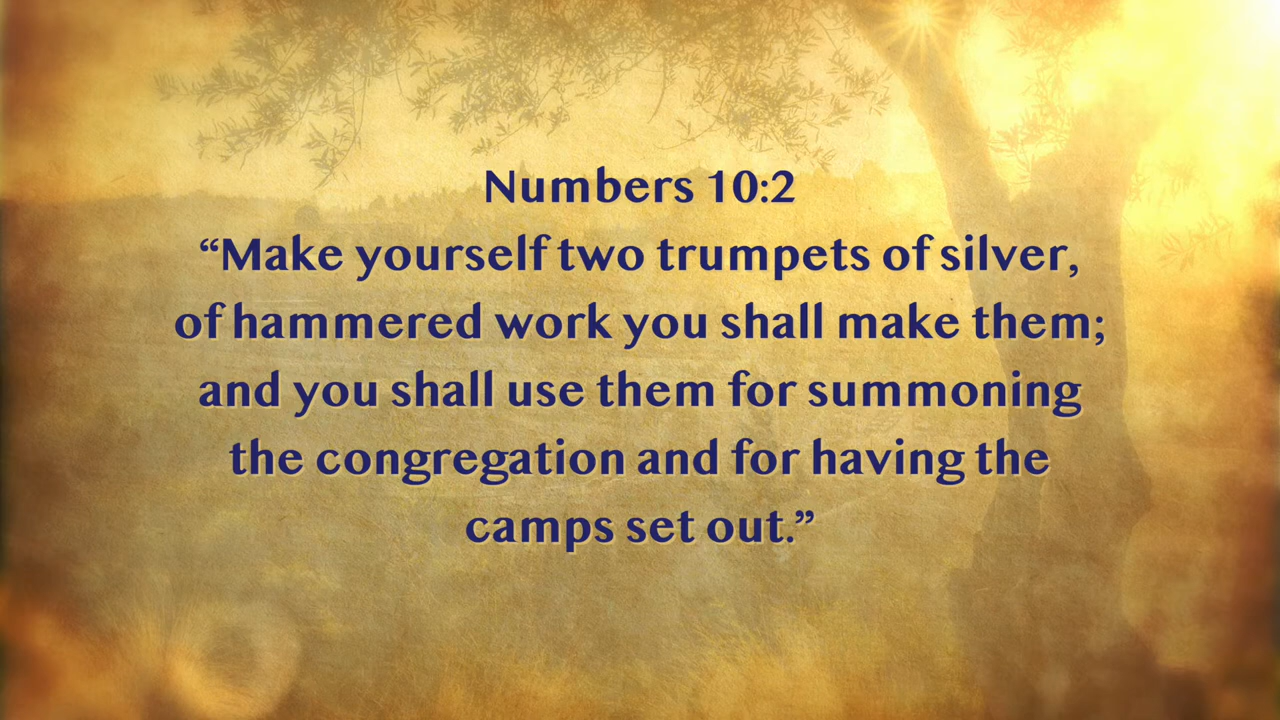 Numbers 10:2
“Make yourself two trumpets of silver,
of hammered work you shall make them;
and you shall use them for summoning
the congregation and for having the
camps set out.”